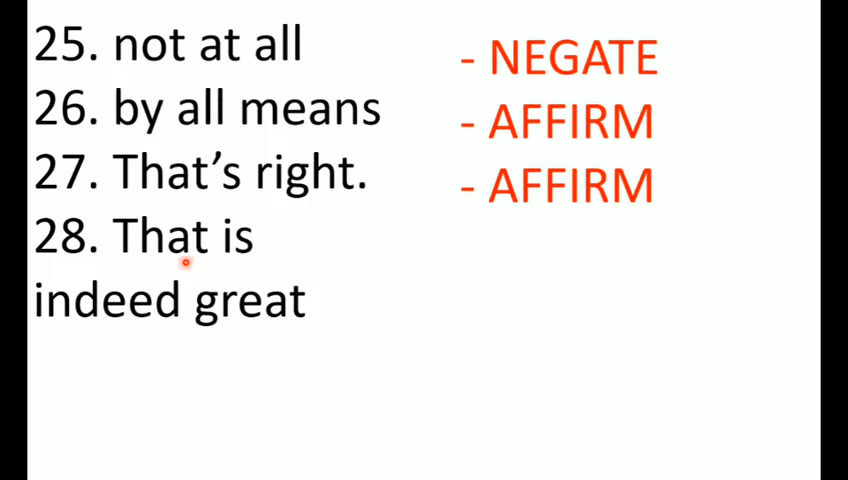 25. not at all - NEGATE
26. by all means - AFFIRM
27. That’s right. - AFFIRM
28. That is
indeed great